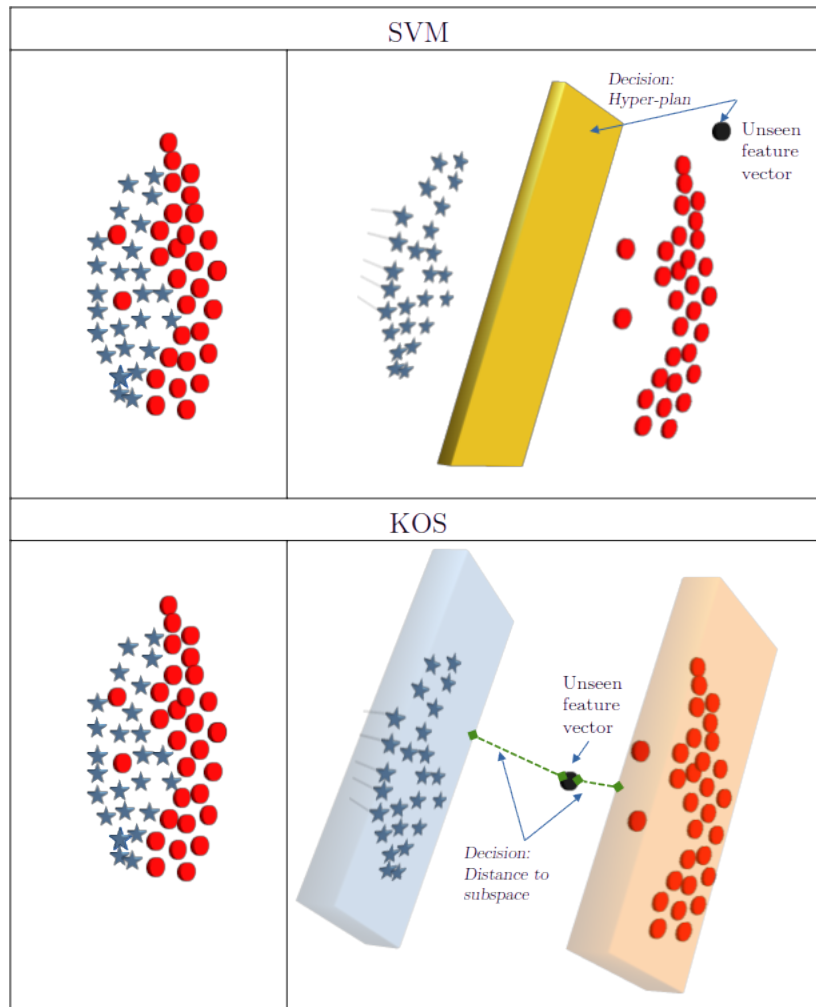 SVM
Decision:
Hyper-plan
Unseen
feature
vector
KOS
Unseen
feature
vector
Decision:
Distance to
subspace